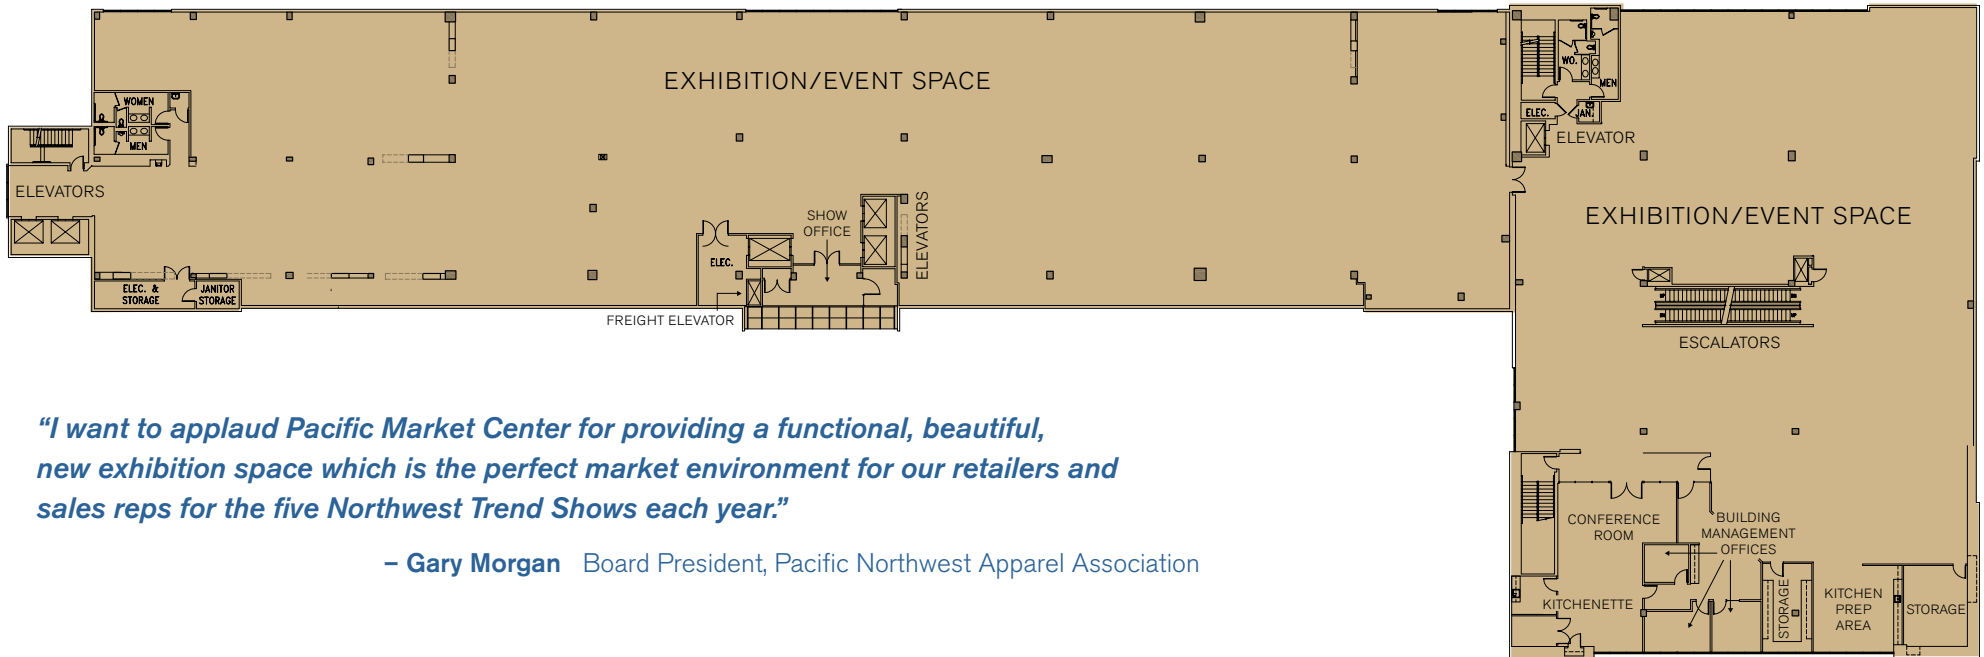 EXHIBITION/EVENT SPACE
WOMEN
MEN
ELEVATORS
ELEC. &
STORAGE
JANITOR
STORAGE
SHOW
OFFICE
ELEVATORS
ELEC.
FREIGHT ELEVATOR
WO.
MEN
ELEC.
JAN.
ELEVATOR
EXHIBITION/EVENT SPACE
ESCALATORS
“I want to applaud Pacific Market Center for providing a functional, beautiful,
new exhibition space which is the perfect market environment for our retailers and
sales reps for the five Northwest Trend Shows each year.”
– Gary Morgan Board President, Pacific Northwest Apparel Association
CONFERENCE
ROOM
BUILDING
MANAGEMENT
OFFICES
KITCHENETTE
STORAGE
KITCHEN
PREP
AREA
STORAGE